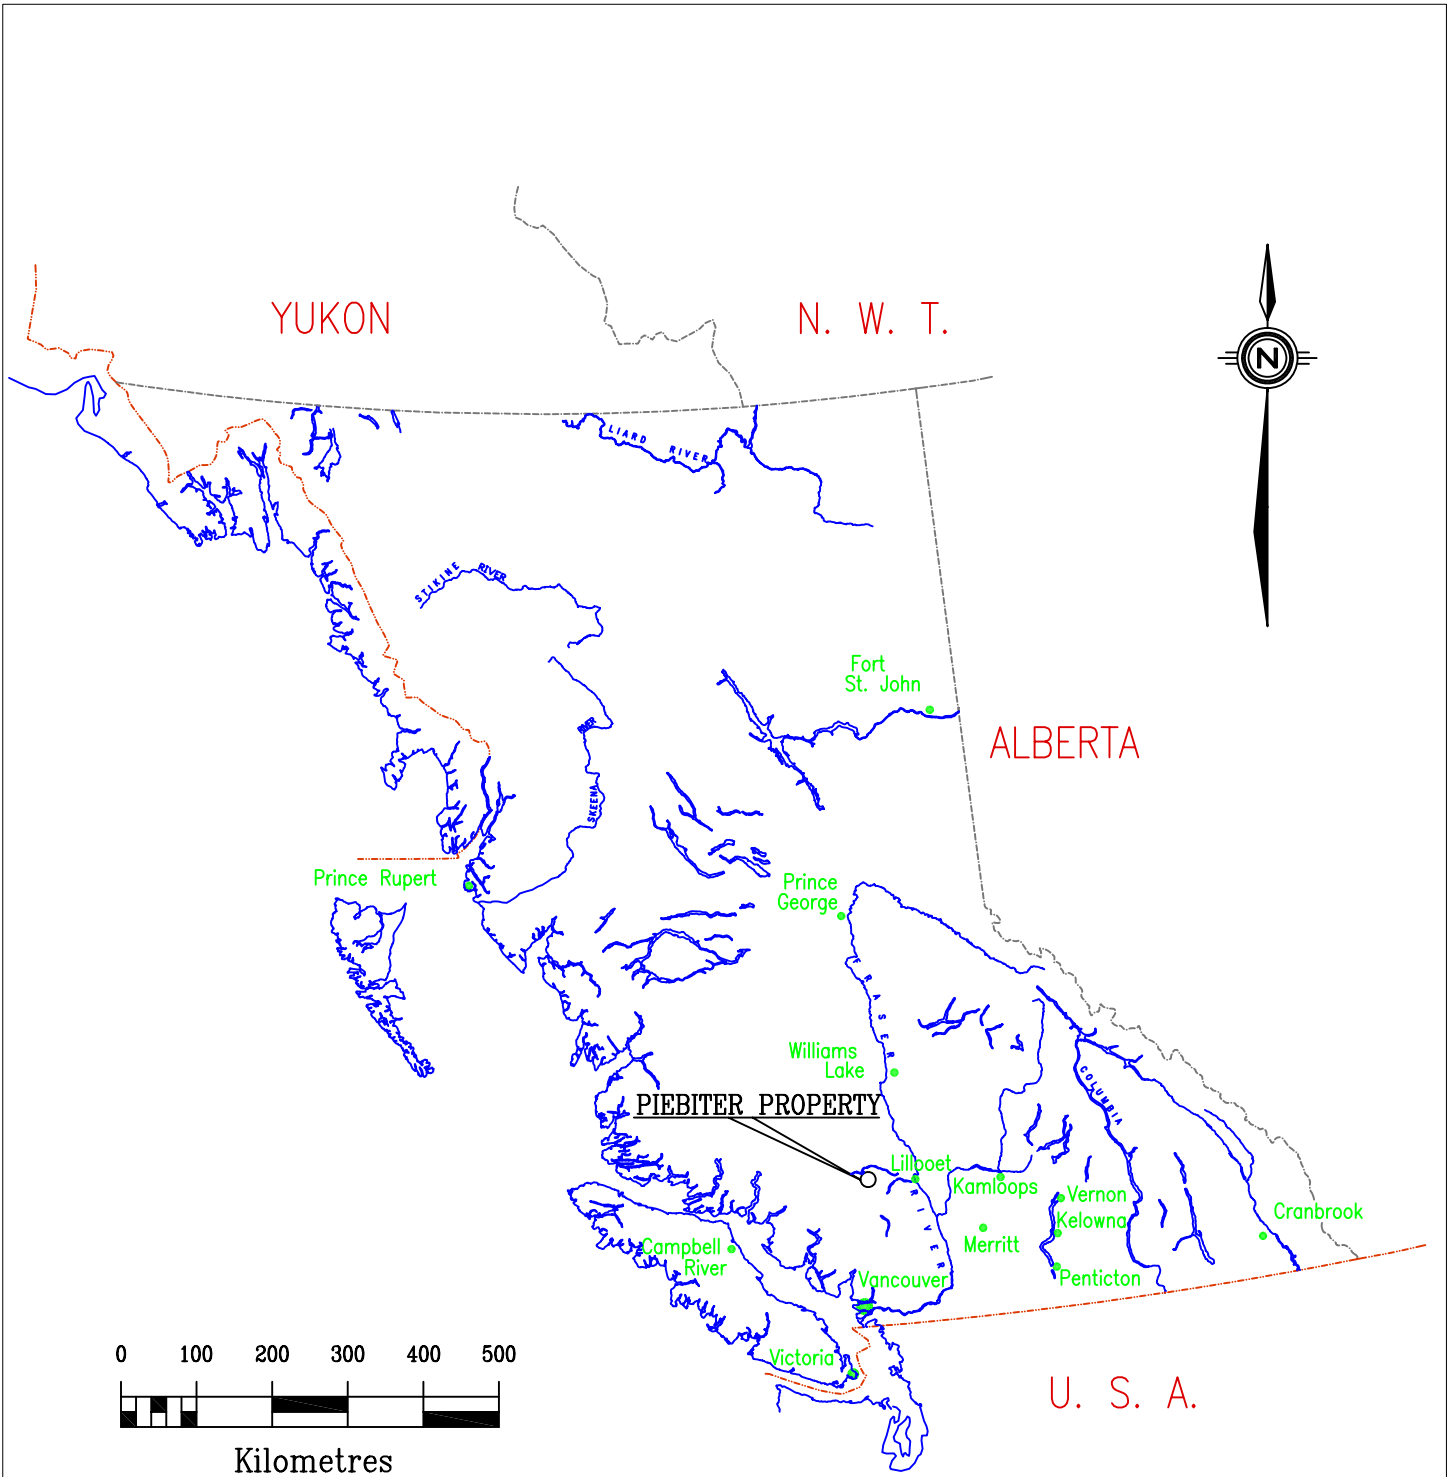 YUKON
N. W. T.
N
LIARD RIVER
STIKINE RIVER
Fort
St. John
ALBERTA
RIVER
SKEENA
Prince Rupert
Prince
George
FRASER
Williams
Lake
COLUMBIA
PIEBITER PROPERTY
Lillooet
Kamloops
Vernon
RIVER
Kelowna
Cranbrook
Merritt
Campbell
River
Penticton
Vancouver
Victoria
0 100 200 300 400 500
U. S. A.
Kilometres